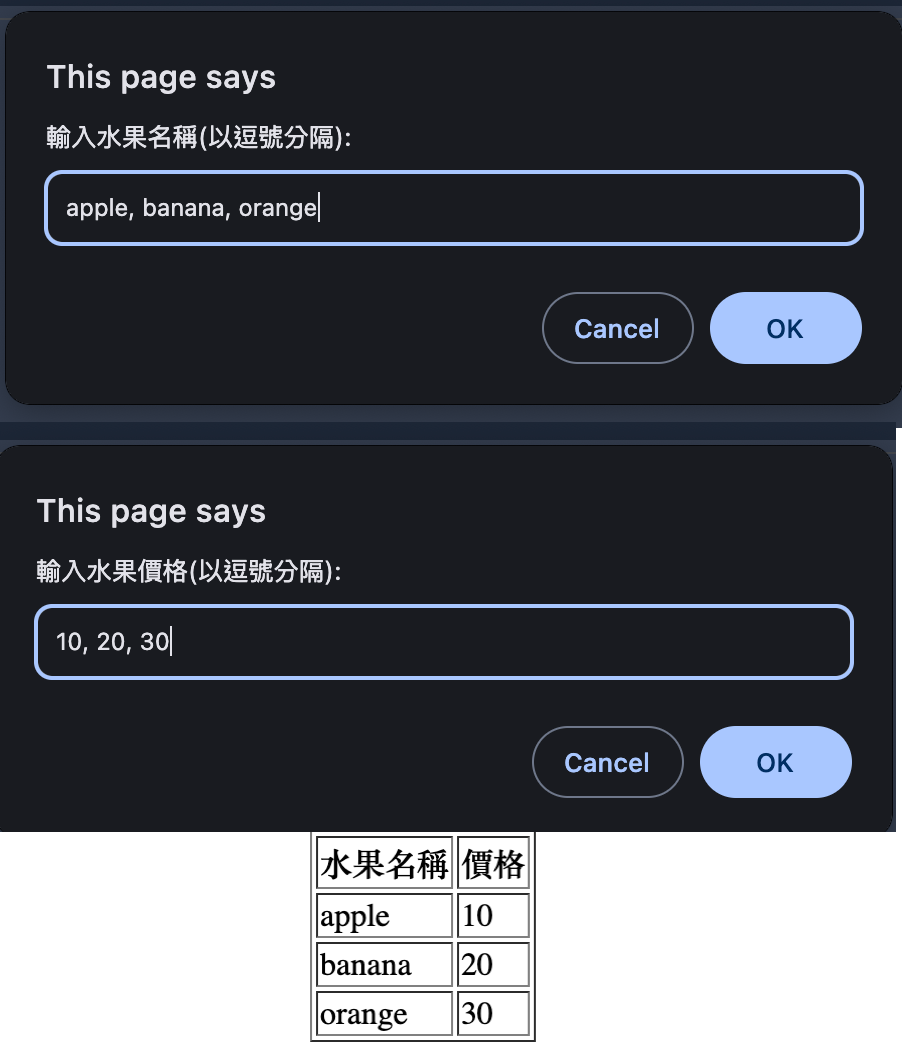 This page says
輸入水果名稱(以逗號分隔):
apple, banana, orange
Cancel OK
This page says
輸入水果價格(以逗號分隔):
10, 20, 30
Cancel OK
水果名稱 價格
apple 10
banana 20
orange 30